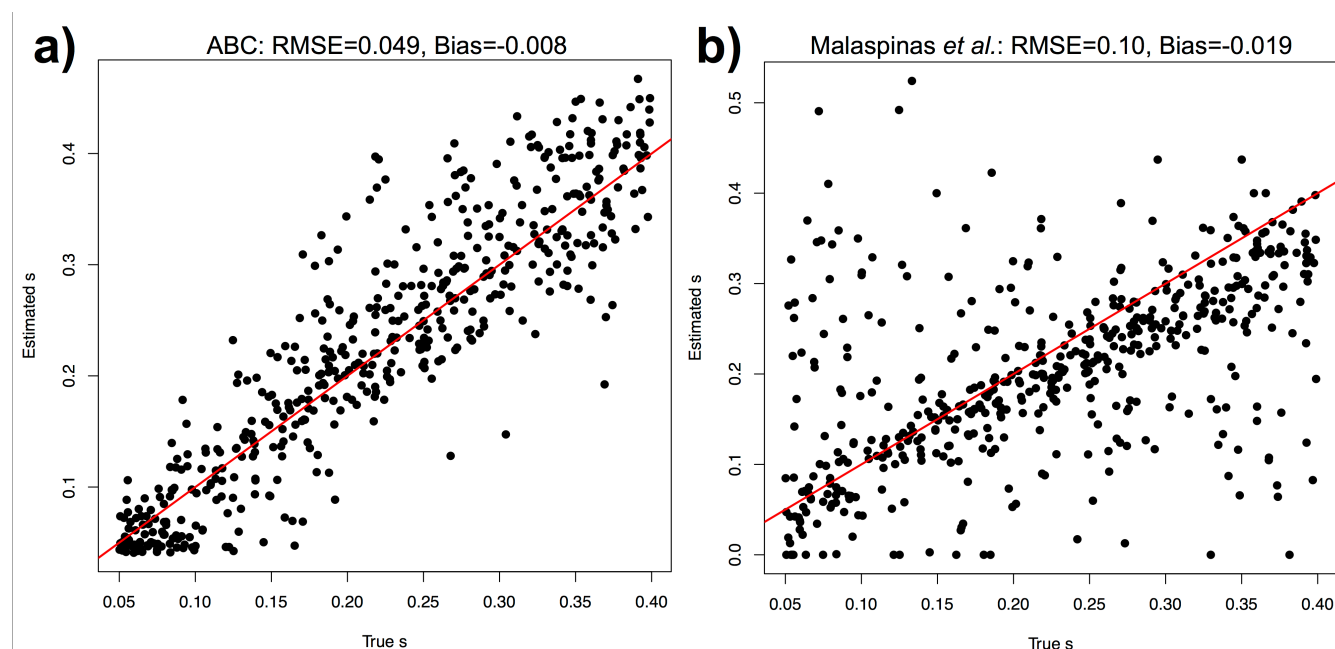 a)
ABC: RMSE=0.049, Bias=-0.008
Estimated s
0.4
0.3
0.2
0.1
0.05 0.10 0.15 0.20 0.25 0.30 0.35 0.40
True s
b)
Malaspinas et al.: RMSE=0.10, Bias=-0.019
Estimated s
0.5
0.4
0.3
0.2
0.1
0.0
0.05 0.10 0.15 0.20 0.25 0.30 0.35 0.40
True s